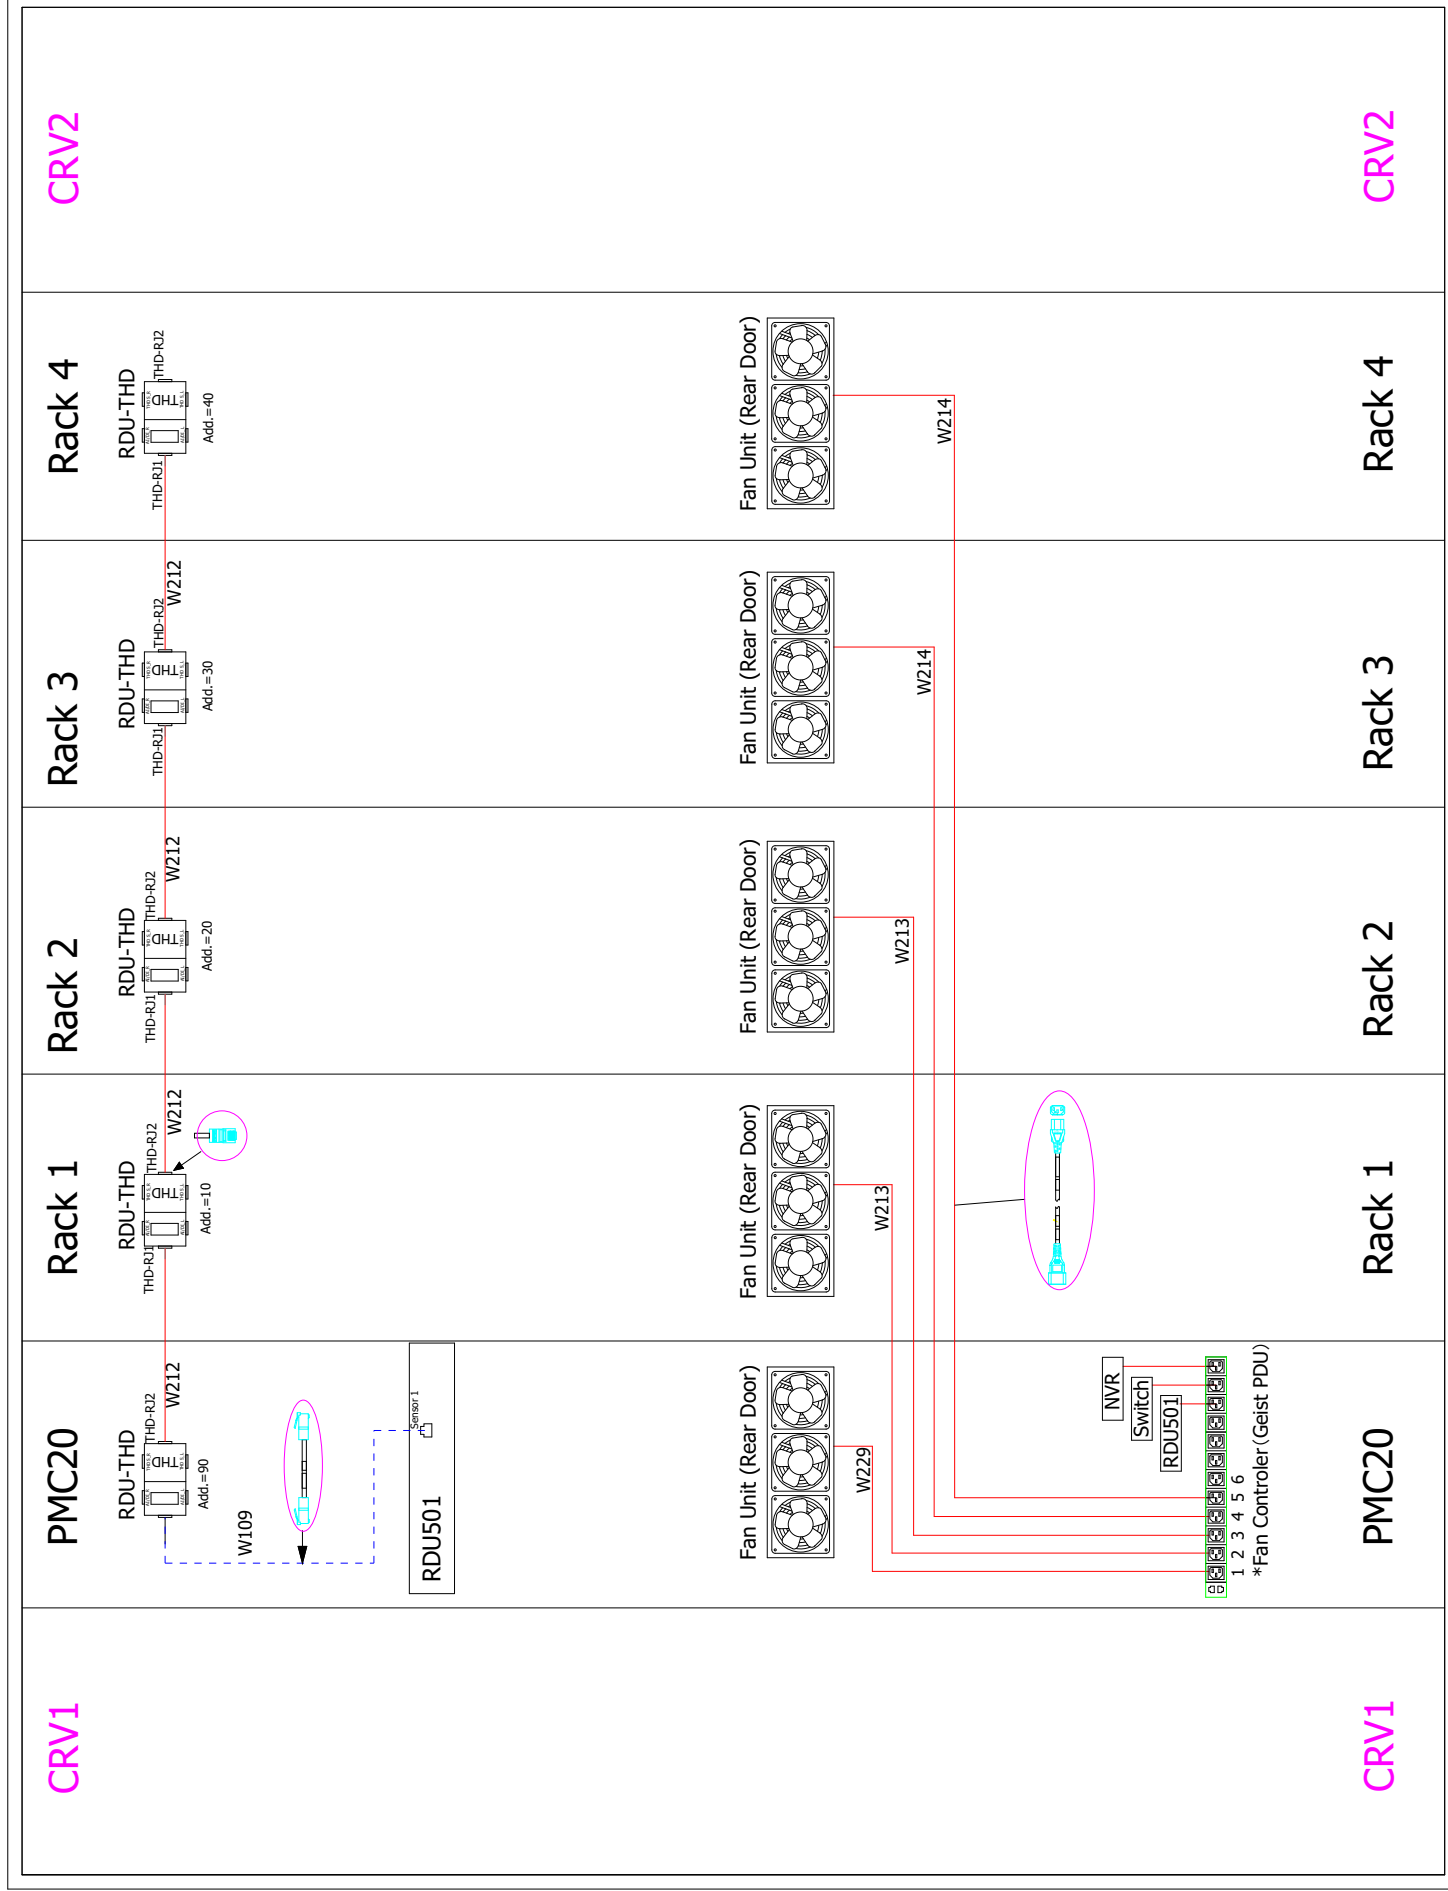 CRV1
PMC20
Rack 1
Rack 2
Rack 3
Rack 4
CRV2
RDU-THD
THD-RJ2
W212
Add.=90
RDU-THD
THD-RJ1
THD-RJ2
W212
Add.=10
RDU-THD
THD-RJ1
THD-RJ2
W212
Add.=20
RDU-THD
THD-RJ1
THD-RJ2
W212
Add.=30
RDU-THD
THD-RJ1
THD-RJ2
Add.=40
THD
THD
THD
THD
THD
W109
Sensor 1
RDU501
Fan Unit (Rear Door)
Fan Unit (Rear Door)
Fan Unit (Rear Door)
Fan Unit (Rear Door)
Fan Unit (Rear Door)
W229
W213
W213
W214
W214
NVR
Switch
RDU501
1 2 3 4 5 6
*Fan Controler(Geist PDU)
CRV1
PMC20
Rack 1
Rack 2
Rack 3
Rack 4
CRV2